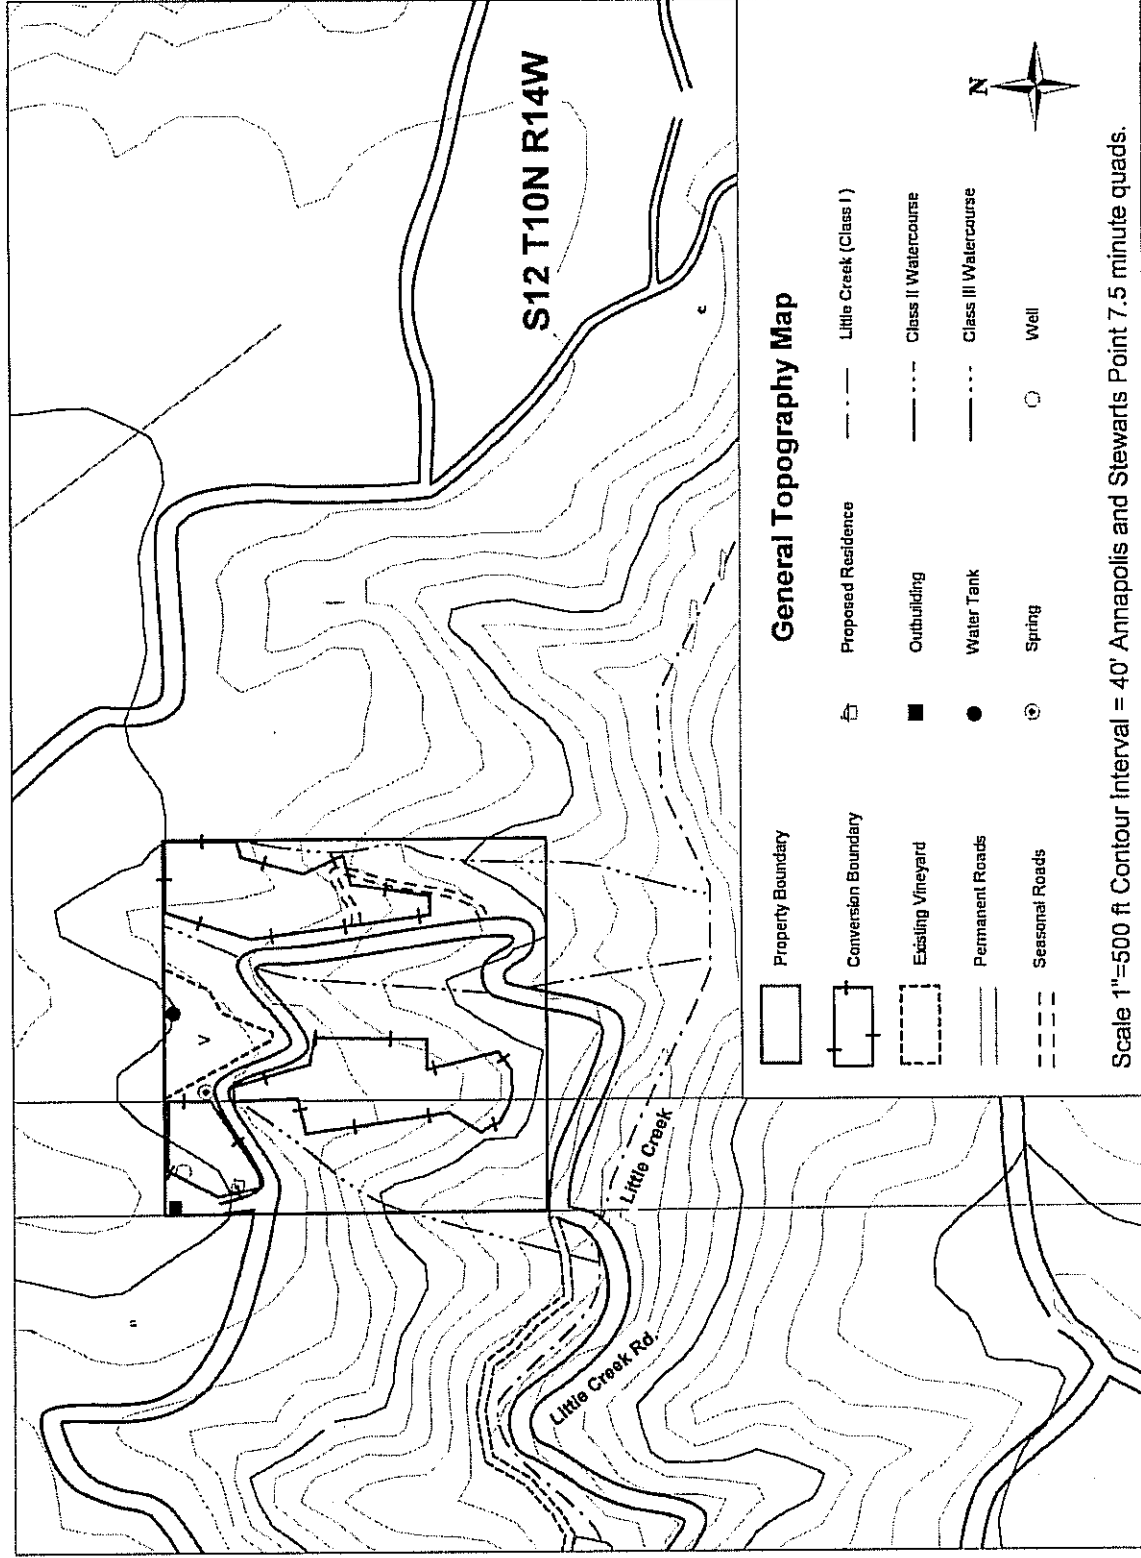 S12 T10N R14W
Little Creek
Little Creek Rd.
V
N
General Topography Map
Property Boundary
Conversion Boundary
Existing Vineyard
Permanent Roads
Seasonal Roads
Proposed Residence
Outbuilding
Water Tank
Spring
Little Creek (Class I )
Class II Watercourse
Class III Watercourse
Well
Scale 1"=500 ft Contour Interval = 40' Annapolis and Stewarts Point 7.5 minute quads.